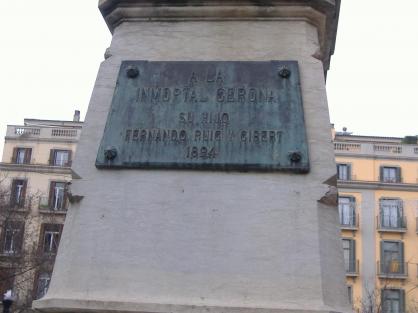 A LA
INMORTAL GERONA
SU HIJO
FERNANDO PUIG Y GIBERT
1894